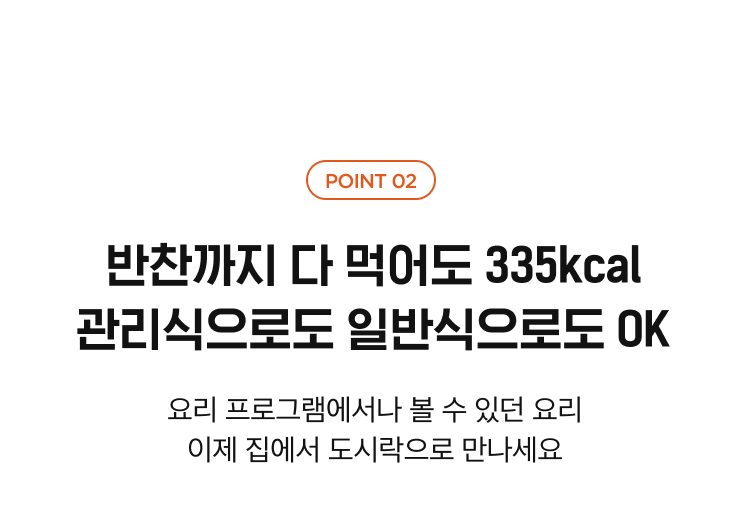 POINT 02
반찬까지 다 먹어도 335kcal
관리식으로도 일반식으로도 OK
요리 프로그램에서나 볼 수 있던 요리
이제 집에서 도시락으로 만나세요